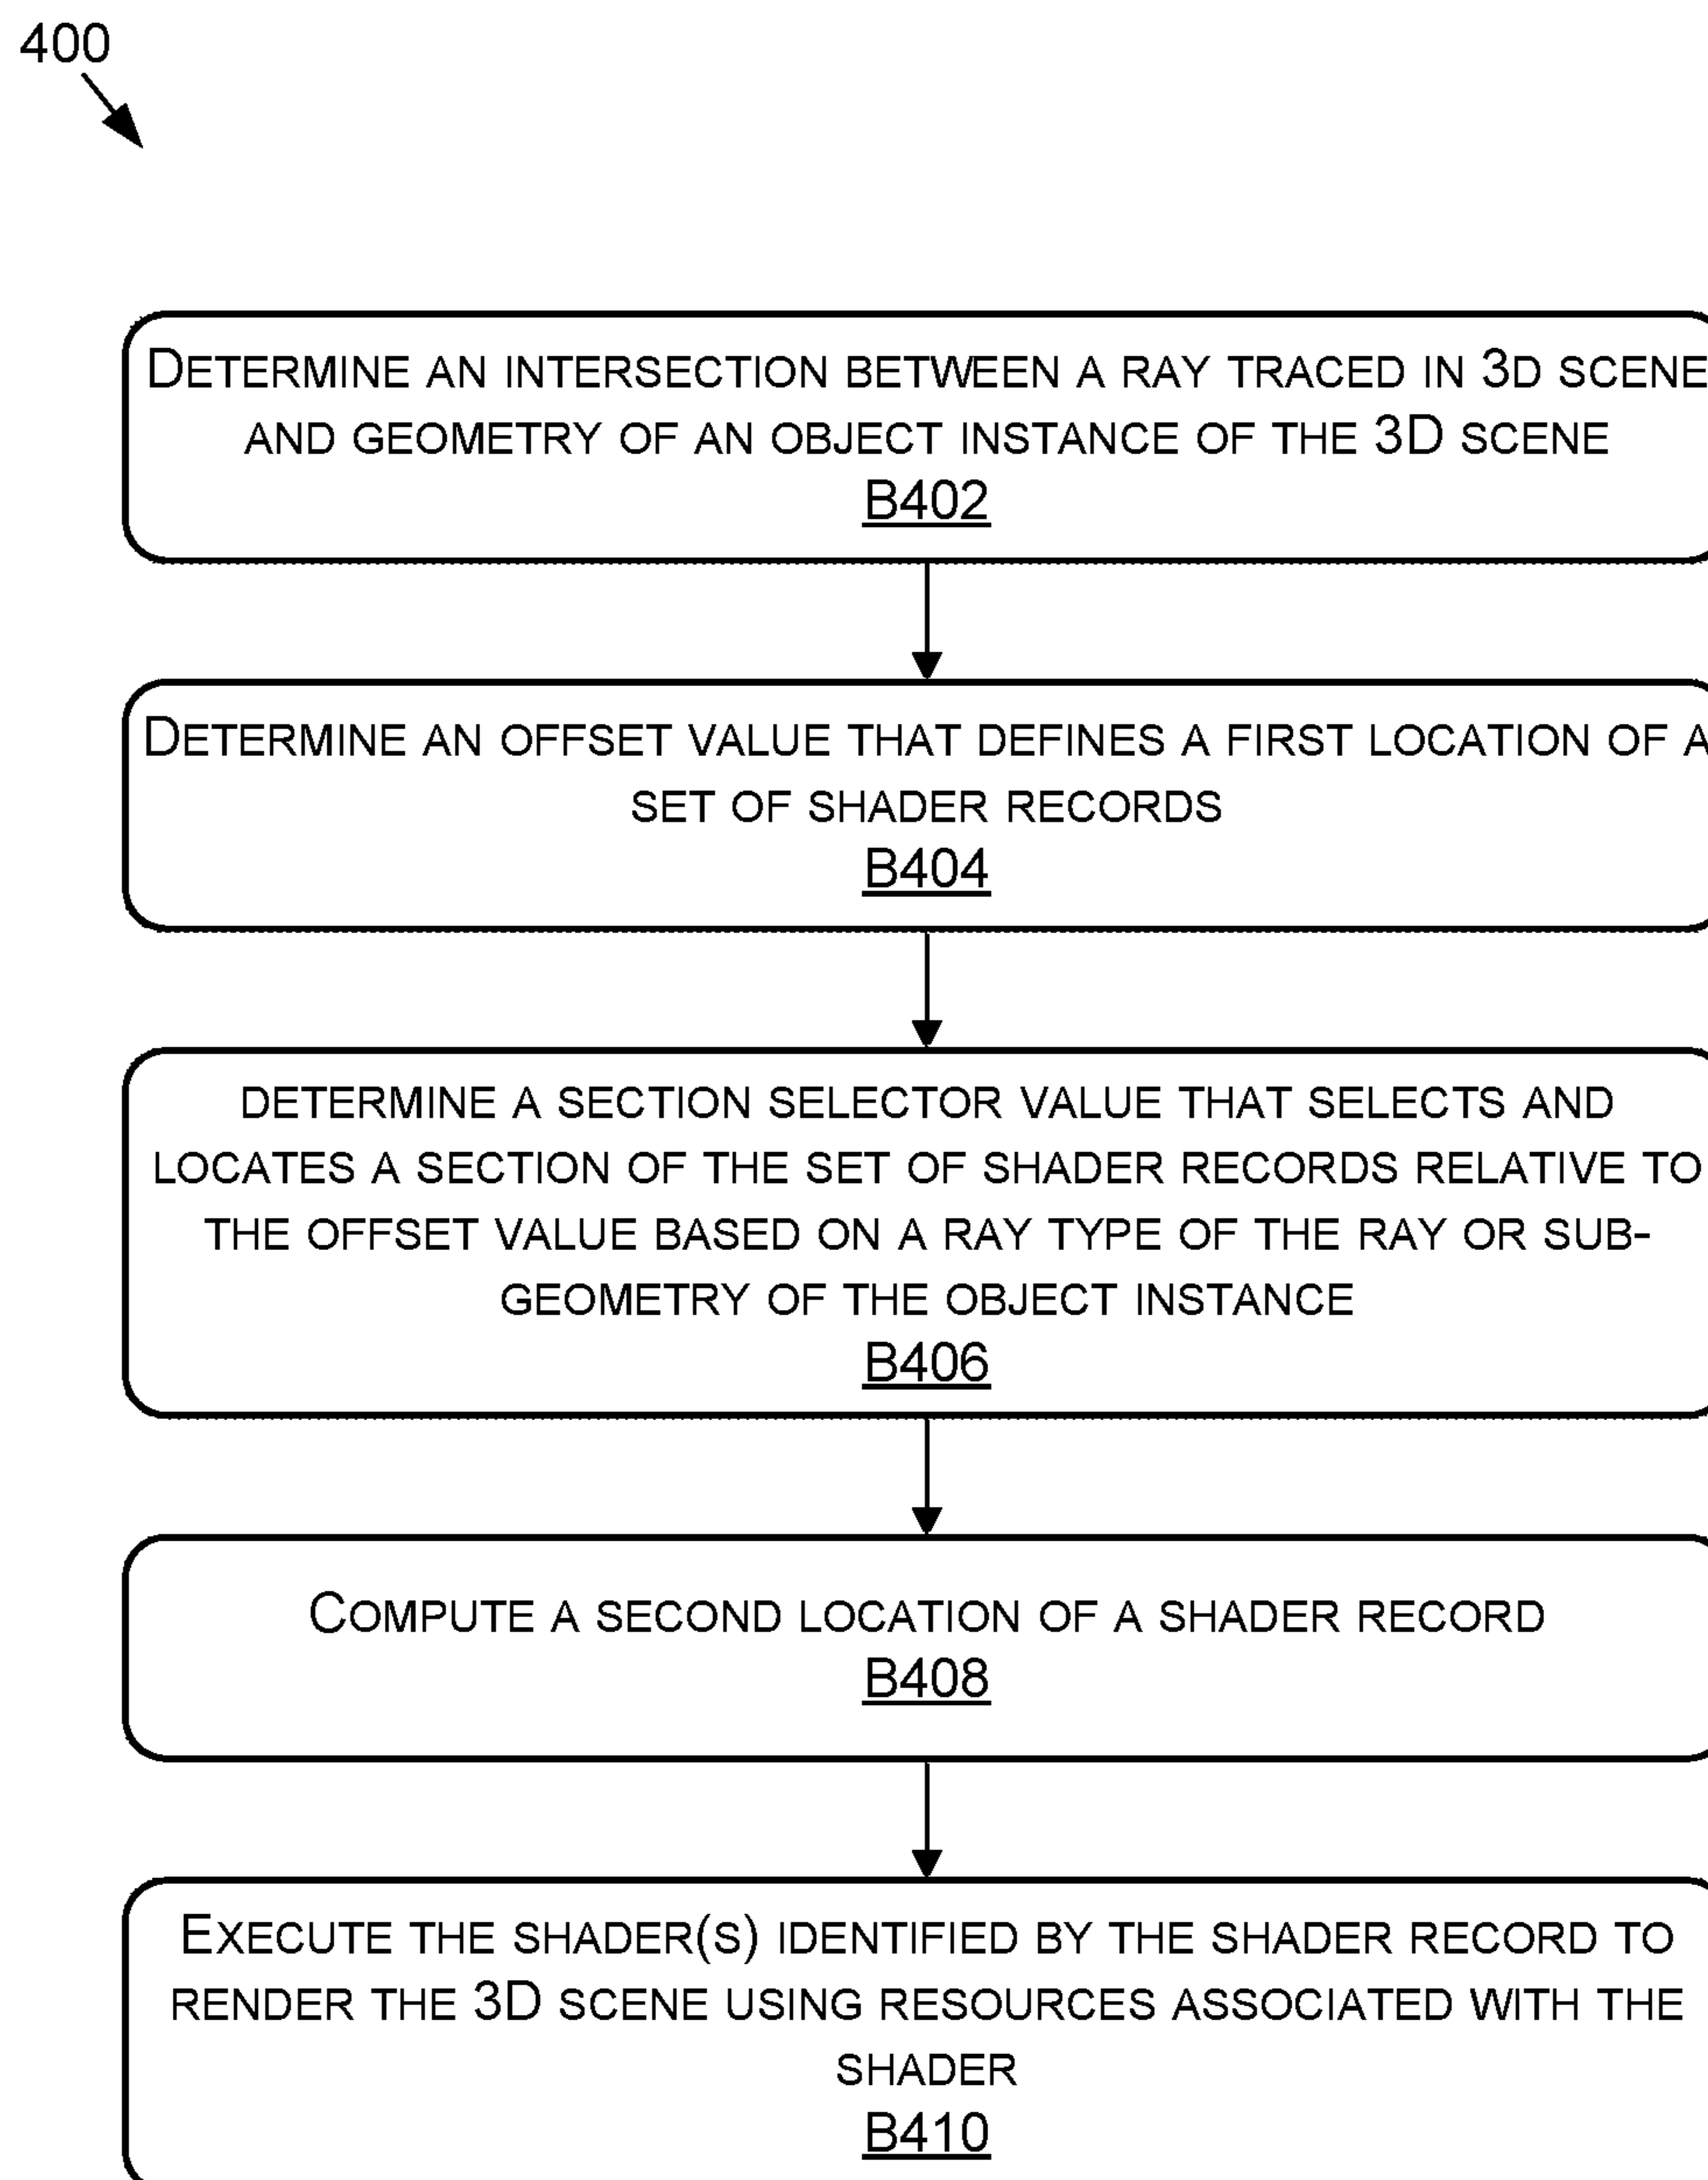 400
DETERMINE AN INTERSECTION BETWEEN A RAY TRACED IN 3D SCENE
AND GEOMETRY OF AN OBJECT INSTANCE OF THE 3D SCENE
B402
DETERMINE AN OFFSET VALUE THAT DEFINES A FIRST LOCATION OF A
SET OF SHADER RECORDS
B404
DETERMINE A SECTION SELECTOR VALUE THAT SELECTS AND
LOCATES A SECTION OF THE SET OF SHADER RECORDS RELATIVE TO
THE OFFSET VALUE BASED ON A RAY TYPE OF THE RAY OR SUB-
GEOMETRY OF THE OBJECT INSTANCE
B406
COMPUTE A SECOND LOCATION OF A SHADER RECORD
B408
EXECUTE THE SHADER(S) IDENTIFIED BY THE SHADER RECORD TO
RENDER THE 3D SCENE USING RESOURCES ASSOCIATED WITH THE
SHADER
B410